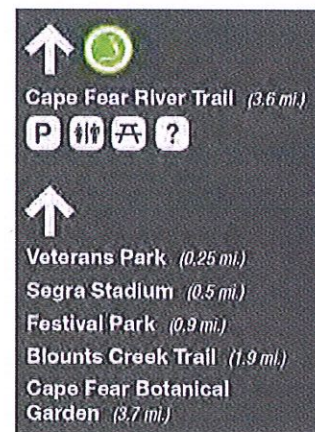 Cape Fear River Trail (3.6 mi.)
P ?
Veterans Park (0.25 mi.)
Segra Stadium (0.5 mi.)
Festival Park (0.9 mi.)
Blounts Creek Trail (1.9 mi.)
Cape Fear Botanical
Garden (3.7 mi.)